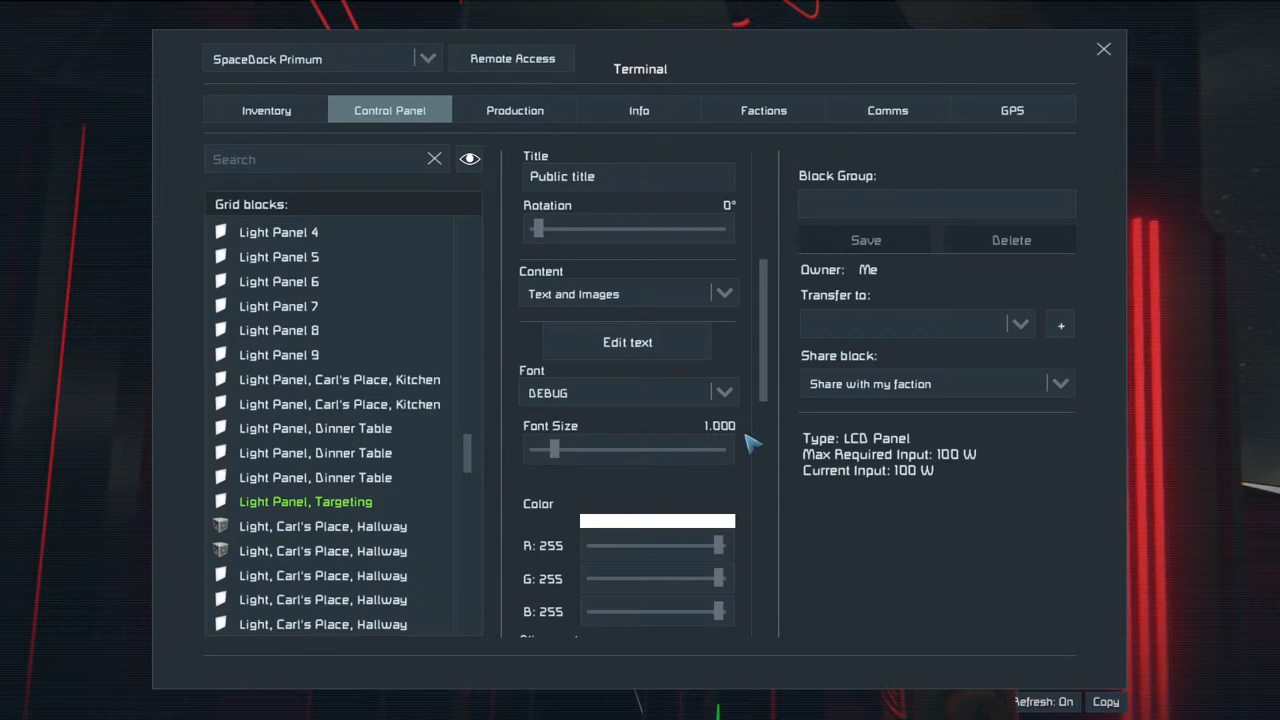 SpaceDock Primum
Remote Access
Terminal
Inventory
Control Panel
Production
Info
Factions
Comms
GPS
Search
Grid blocks:
Light Panel 4
Light Panel 5
Light Panel 6
Light Panel 7
Light Panel 8
Light Panel 9
Light Panel, Carl's Place, Kitchen
Light Panel, Carl's Place, Kitchen
Light Panel, Dinner Table
Light Panel, Dinner Table
Light Panel, Dinner Table
Light Panel, Targeting
Light, Carl's Place, Hallway
Light, Carl's Place, Hallway
Light, Carl's Place, Hallway
Light, Carl's Place, Hallway
Light, Carl's Place, Hallway
Title
Public title
Rotation 0°
Content
Text and Images
Edit text
Font
DEBUG
Font Size 1.000
Color
R: 255
G: 255
B: 255
Block Group:
Save
Delete
Owner: Me
Transfer to:
+
Share block:
Share with my faction
Type: LCD Panel
Max Required Input: 100 W
Current Input: 100 W
Refresh: On
Copy